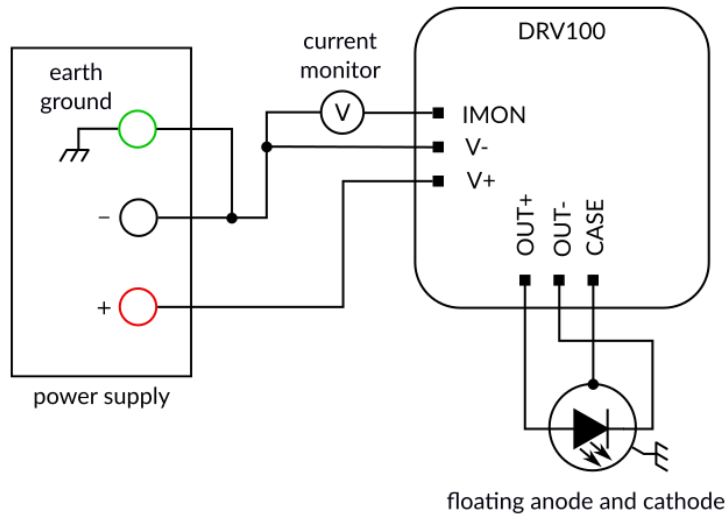 DRV100
current
monitor
earth
ground
V
IMON
V-
V+
−
+
OUT+
OUT-
CASE
power supply
floating anode and cathode